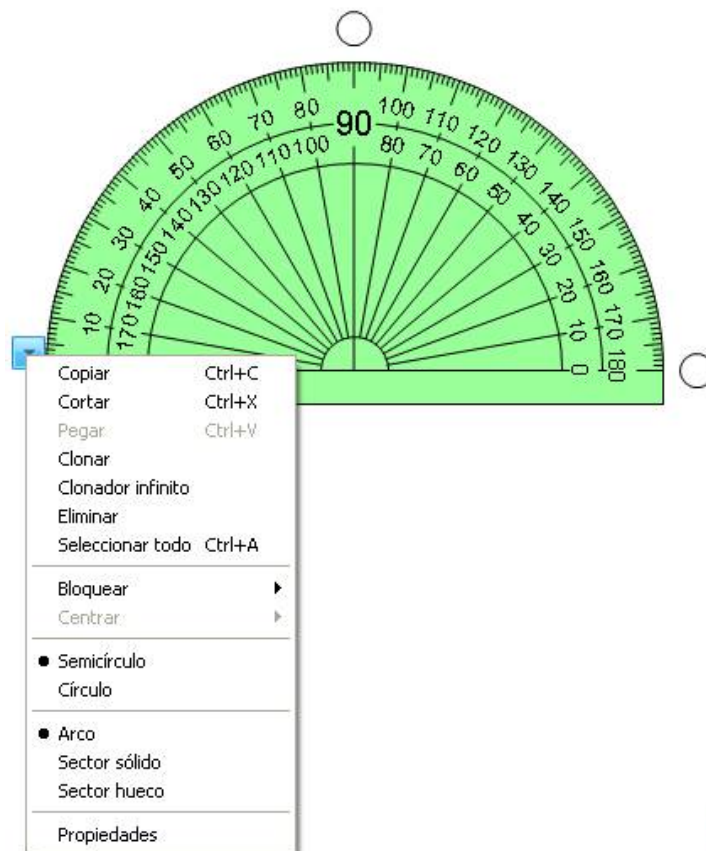 10 20 30 40 50 60 70 80 90 100 110 120 130 140 150 160 170 180
170 180 150 140 130 120 110 100 80 70 60 50 40 30 20 10 0
Copiar Ctrl+C
Cortar Ctrl+X
Pegar Ctrl+V
Clonar
Clonador infinito
Eliminar
Seleccionar todo Ctrl+A
Bloquear
Centrar
Semicírculo
Círculo
Arco
Sector sólido
Sector hueco
Propiedades